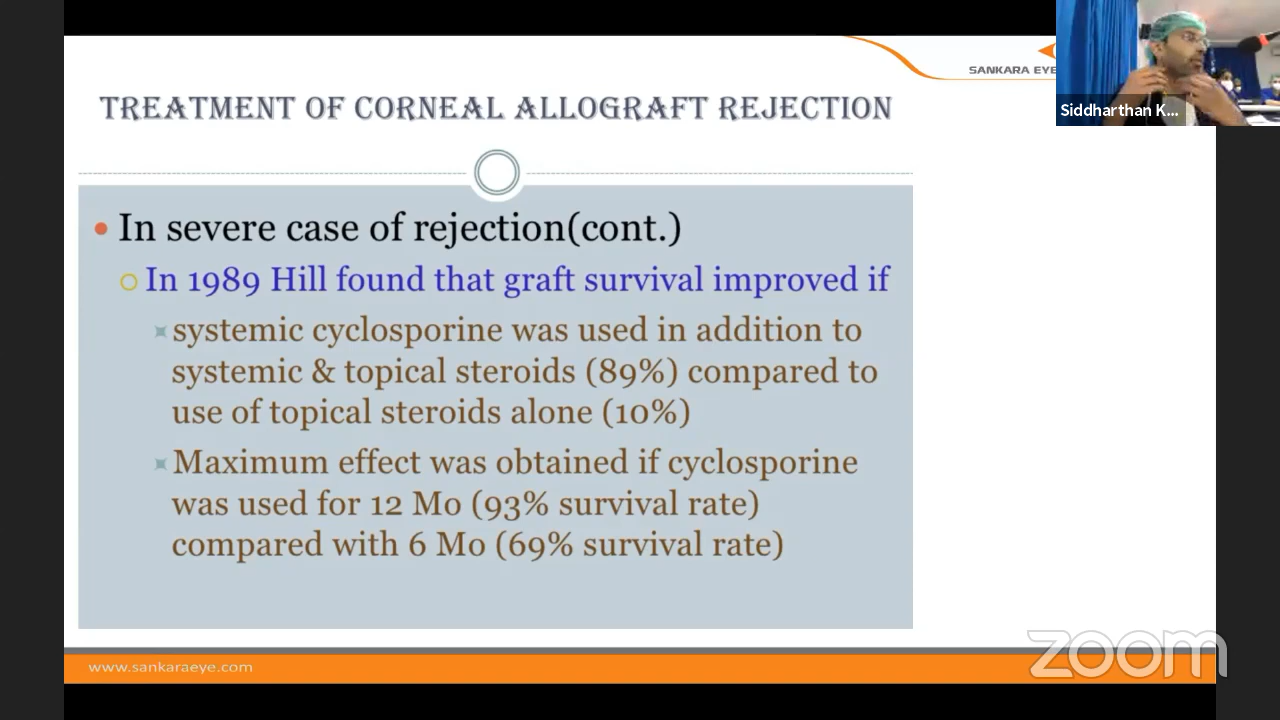 SANKARA EYE
Siddharthan K...
TREATMENT OF CORNEAL ALLOGRAFT REJECTION
In severe case of rejection(cont.)
In 1989 Hill found that graft survival improved if
systemic cyclosporine was used in addition to
systemic & topical steroids (89%) compared to
use of topical steroids alone (10%)
Maximum effect was obtained if cyclosporine
was used for 12 Mo (93% survival rate)
compared with 6 Mo (69% survival rate)
zoom
www.sankaraeye.com